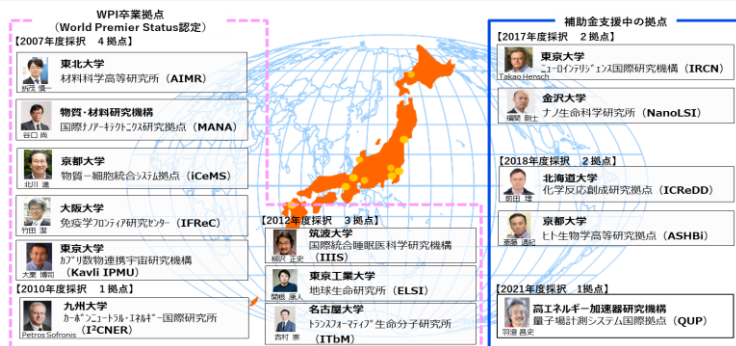 WPI卒業拠点
(World Premier Status認定)
【2007年度採択 4拠点】
東北大学
材料科学高等研究所（AIMR）
折茂 慎一
物質・材料研究機構
国際ナノアーキテクトニクス研究拠点（MANA）
谷口 尚
京都大学
物質－細胞統合システム拠点（iCeMS）
北川 進
大阪大学
免疫学フロンティア研究センター（IFReC）
竹田 潔
東京大学
カブリ数物連携宇宙研究機構
（Kavli IPMU）
大栗 博司
【2010年度採択 1拠点】
九州大学
カーボンニュートラル・エネルギー国際研究所
（I²CNER）
Petros Sofronis
【2012年度採択 3拠点】
筑波大学
国際統合睡眠医科学研究機構
（IIIS）
柳沢 正史
東京工業大学
地球生命研究所（ELSI）
関根 康人
名古屋大学
トランスフォーマティブ生命分子研究所
（ITbM）
吉村 崇
補助金支援中の拠点
【2017年度採択 2拠点】
東京大学
ニューロインテリジェンス国際研究機構（IRCN）
Takao Hensch
金沢大学
ナノ生命科学研究所（NanoLSI）
福間 剛士
【2018年度採択 2拠点】
北海道大学
化学反応創成研究拠点（ICReDD）
前田 理
京都大学
ヒト生物学高等研究拠点（ASHBi）
斎藤 通紀
【2021年度採択 1拠点】
高エネルギー加速器研究機構
量子場計測システム国際拠点（QUP）
羽澄 昌史